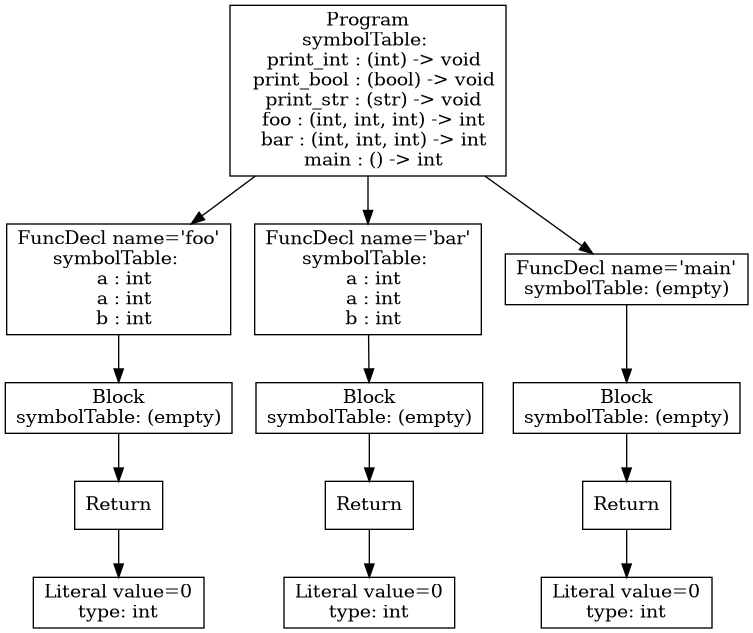 Program
symbolTable:
print_int : (int) -> void
print_bool : (bool) -> void
print_str : (str) -> void
foo : (int, int, int) -> int
bar : (int, int, int) -> int
main : () -> int
FuncDecl name='foo'
symbolTable:
a : int
a : int
b : int
FuncDecl name='bar'
symbolTable:
a : int
a : int
b : int
FuncDecl name='main'
symbolTable: (empty)
Block
symbolTable: (empty)
Block
symbolTable: (empty)
Block
symbolTable: (empty)
Return
Return
Return
Literal value=0
type: int
Literal value=0
type: int
Literal value=0
type: int